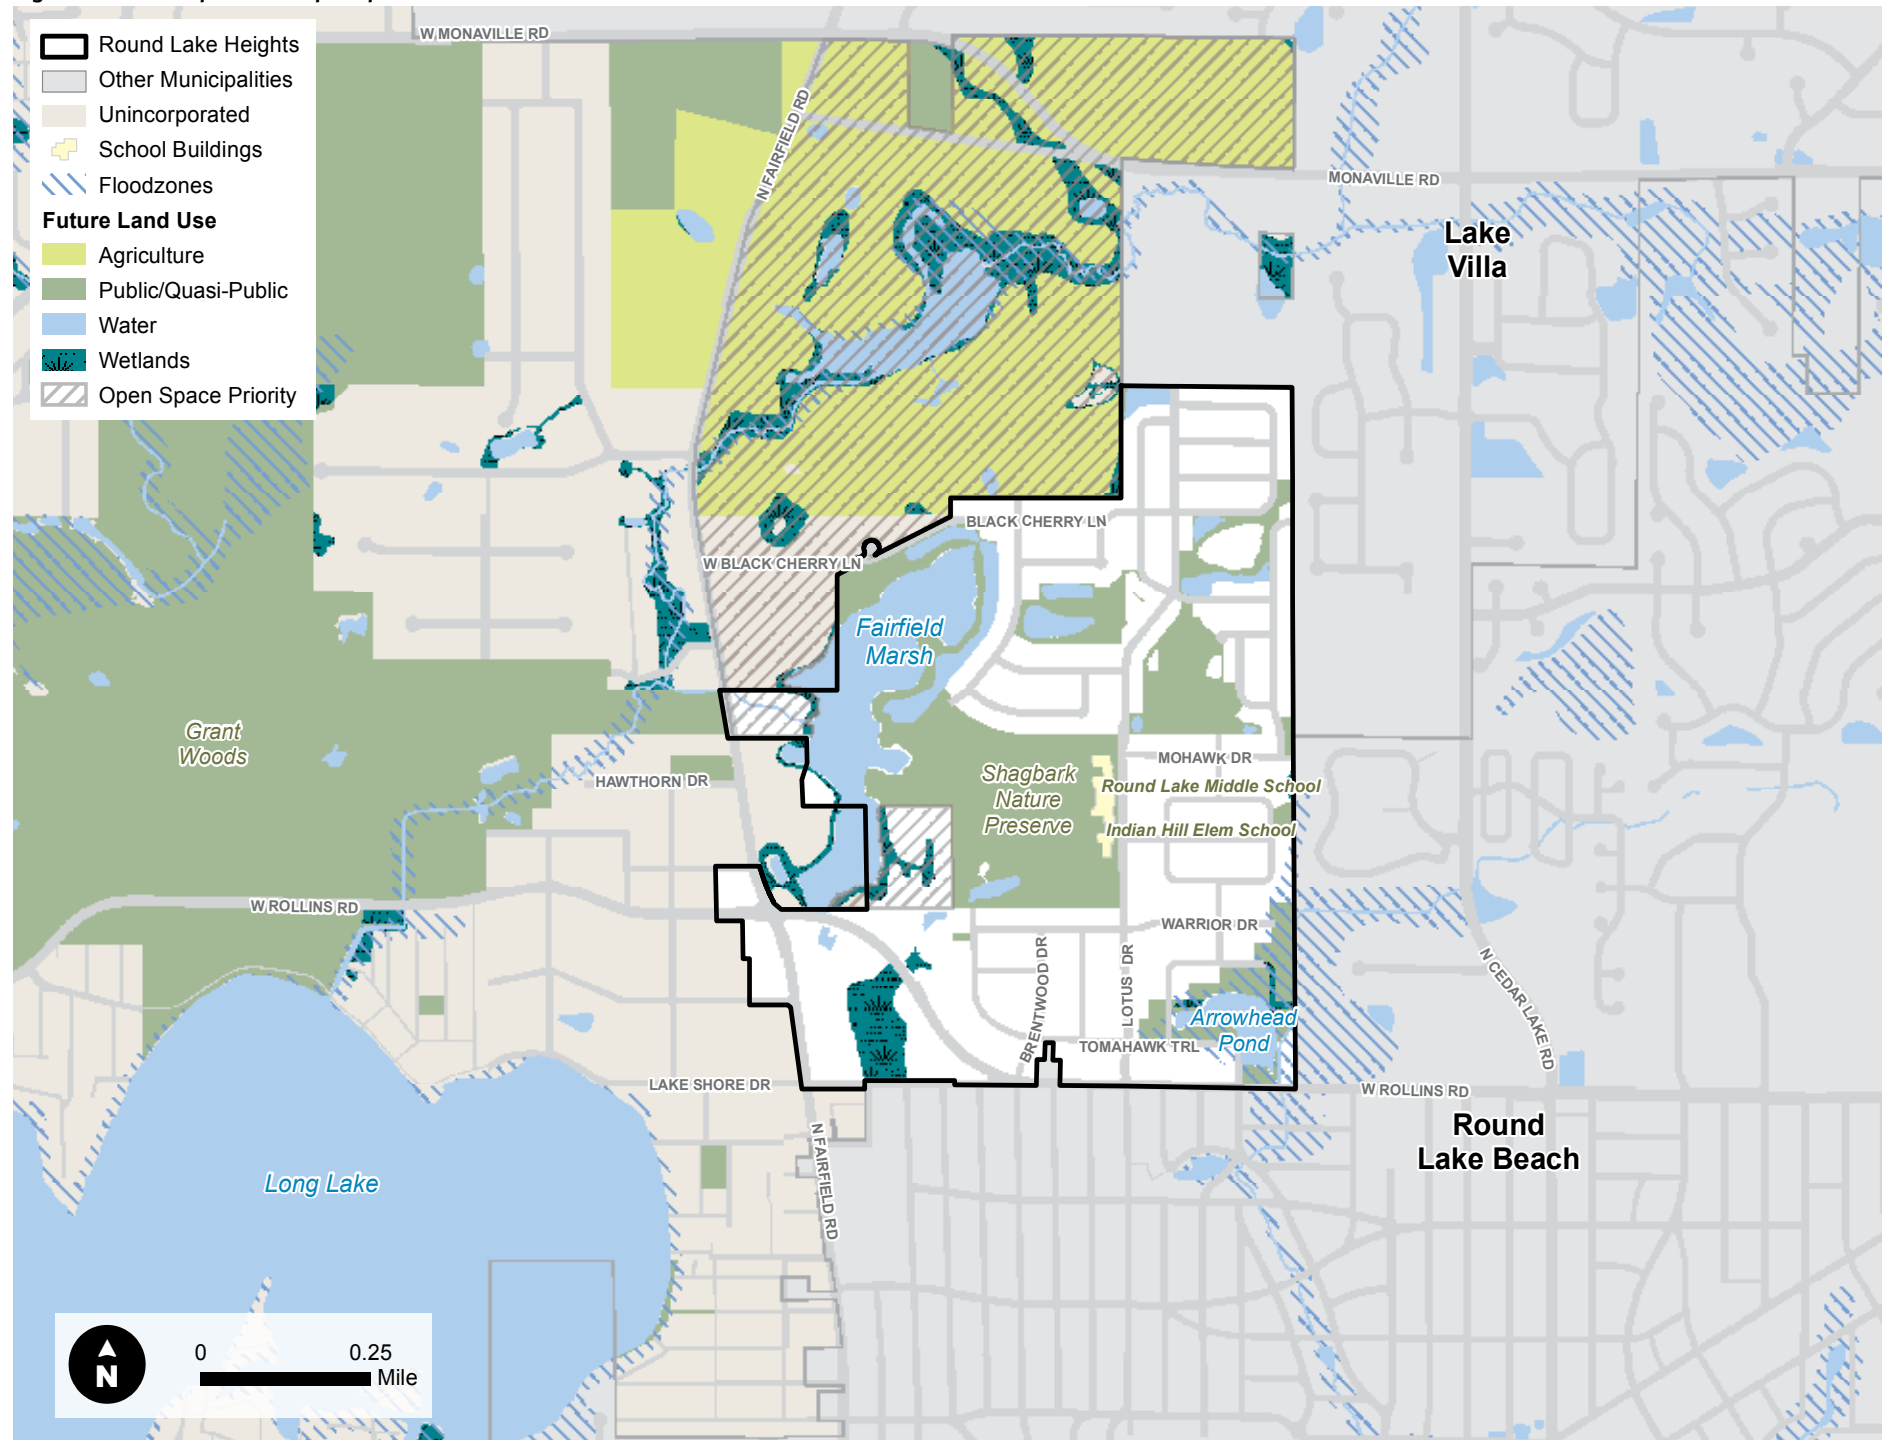 Round Lake Heights
Other Municipalities
Unincorporated
School Buildings
Floodzones
Future Land Use
Agriculture
Public/Quasi-Public
Water
Wetlands
Open Space Priority
W MONAVILLE RD
N FAIRFIELD RD
MONAVILLE RD
Lake
Villa
BLACK CHERRY LN
W BLACK CHERRY LN
Fairfield
Marsh
Grant
Woods
HAWTHORN DR
Shagbark
Nature
Preserve
MOHAWK DR
Round Lake Middle School
Indian Hill Elem School
W ROLLINS RD
WARRIOR DR
BRENTWOOD DR
LOTUS DR
N CEDAR LAKE RD
Arrowhead
Pond
TOMAHAWK TRL
LAKE SHORE DR
W ROLLINS RD
Round
Lake Beach
N FAIRFIELD RD
Long Lake
N
0 0.25
Mile